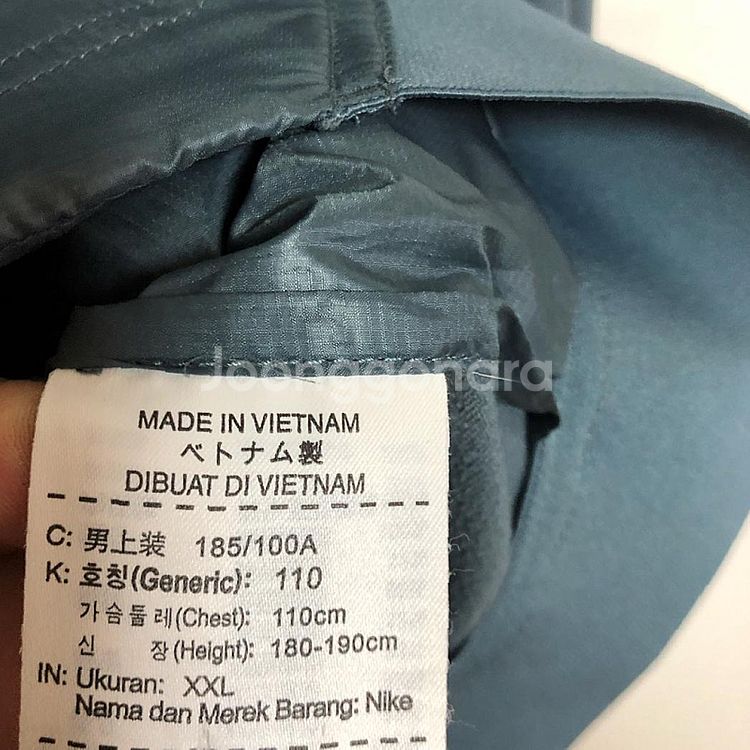 Joonggonara
MADE IN VIETNAM
ベトナム製
DIBUAT DI VIETNAM
C: 男上装 185/100A
K: 호칭(Generic): 110
가슴둘레(Chest): 110cm
신 장(Height): 180-190cm
IN: Ukuran: XXL
Nama dan Merek Barang: Nike